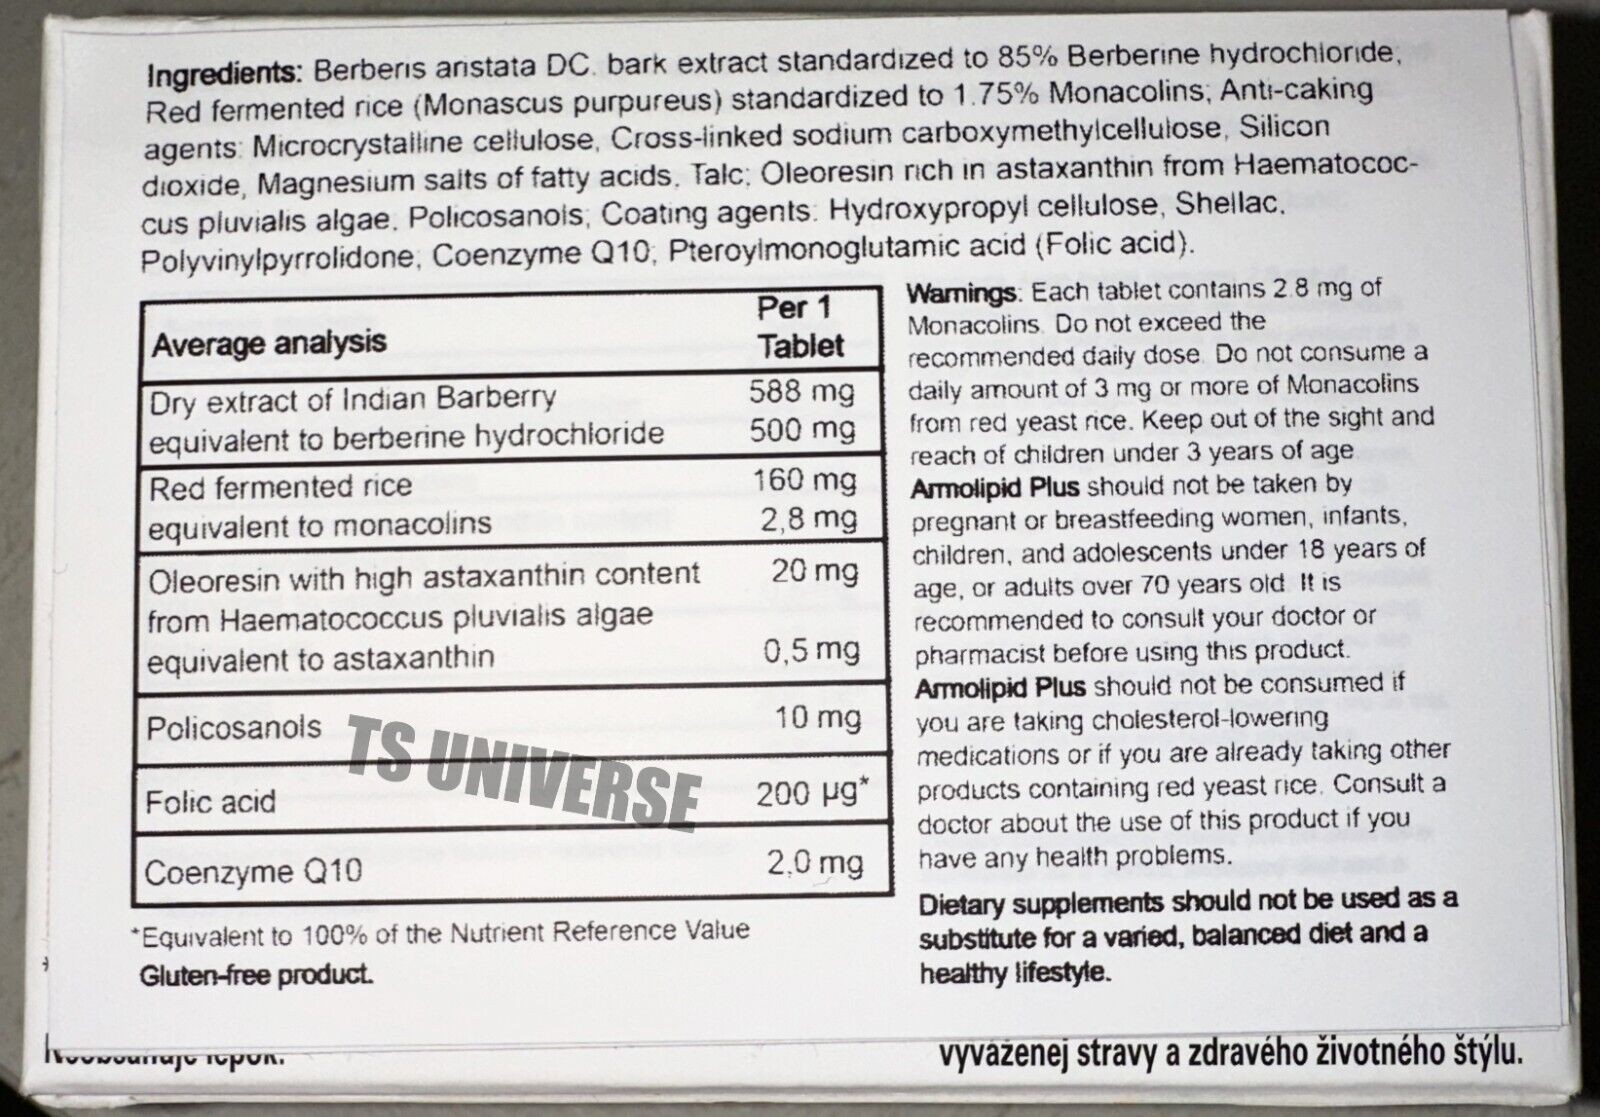 Ingredients: Berberis aristata DC. bark extract standardized to 85% Berberine hydrochloride;
Red fermented rice (Monascus purpureus) standardized to 1.75% Monacolins; Anti-caking
agents: Microcrystalline cellulose, Cross-linked sodium carboxymethylcellulose, Silicon
dioxide, Magnesium salts of fatty acids, Talc; Oleoresin rich in astaxanthin from Haematococ-
cus pluvialis algae; Policosanols; Coating agents: Hydroxypropyl cellulose, Shellac,
Polyvinylpyrrolidone; Coenzyme Q10; Pteroylmonoglutamic acid (Folic acid).
Average analysis Per 1 Tablet
Dry extract of Indian Barberry 588 mg
equivalent to berberine hydrochloride 500 mg
Red fermented rice 160 mg
equivalent to monacolins 2,8 mg
Oleoresin with high astaxanthin content 20 mg
from Haematococcus pluvialis algae
equivalent to astaxanthin 0,5 mg
Policosanols 10 mg
TS UNIVERSE
Folic acid 200 µg*
Coenzyme Q10 2,0 mg
*Equivalent to 100% of the Nutrient Reference Value
Gluten-free product.
Warnings: Each tablet contains 2.8 mg of
Monacolins. Do not exceed the
recommended daily dose. Do not consume a
daily amount of 3 mg or more of Monacolins
from red yeast rice. Keep out of the sight and
reach of children under 3 years of age
Armolipid Plus should not be taken by
pregnant or breastfeeding women, infants,
children, and adolescents under 18 years of
age, or adults over 70 years old. It is
recommended to consult your doctor or
pharmacist before using this product.
Armolipid Plus should not be consumed if
you are taking cholesterol-lowering
medications or if you are already taking other
products containing red yeast rice. Consult a
doctor about the use of this product if you
have any health problems.
Dietary supplements should not be used as a
substitute for a varied, balanced diet and a
healthy lifestyle.
vyváženej stravy a zdravého životného štýlu.